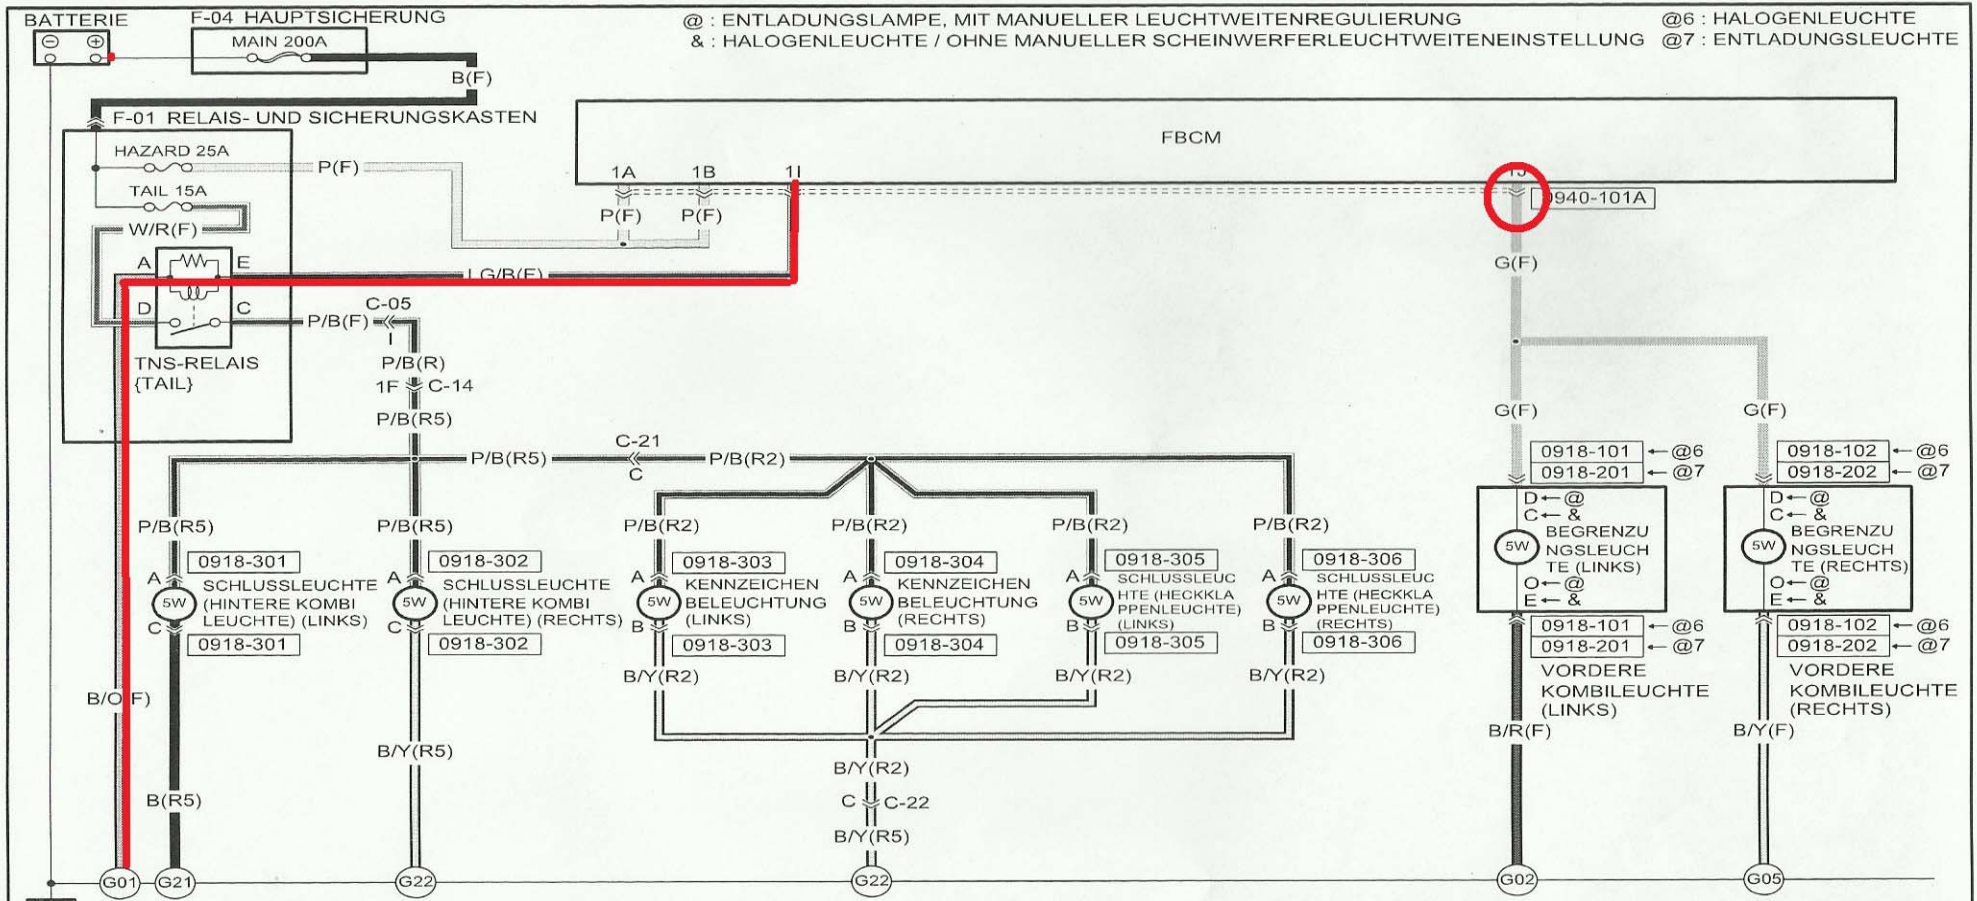 BATTERIE
F-04 HAUPTSICHERUNG
@ : ENTLADUNGSLAMPE, MIT MANUELLER LEUCHTWEITENREGULIERUNG
@6 : HALOGENLEUCHTE
MAIN 200A
& : HALOGENLEUCHTE / OHNE MANUELLER SCHEINWERFERLEUCHTWEITENEINSTELLUNG
@7 : ENTLADUNGSLEUCHTE
B(F)
F-01 RELAIS- UND SICHERUNGSKASTEN
FBCM
HAZARD 25A
P(F)
1A
1B
1I
TAIL 15A
0940-101A
P(F)
P(F)
W/R(F)
A
E
LG/B(F)
G(F)
D
C
C-05
P/B(F)
I
TNS-RELAIS
{TAIL}
P/B(R)
1F
C-14
P/B(R5)
G(F)
G(F)
C-21
P/B(R5)
C
P/B(R2)
0918-101 ← @6
0918-201 ← @7
0918-102 ← @6
0918-202 ← @7
P/B(R5)
P/B(R5)
P/B(R2)
P/B(R2)
P/B(R2)
P/B(R2)
D ← @
C ← &
5W
BEGRENZU
NGSLEUCH
TE (LINKS)
O ← @
E ← &
D ← @
C ← &
5W
BEGRENZU
NGSLEUCH
TE (RECHTS)
O ← @
E ← &
0918-301
A
SCHLUSSLEUCHTE
(HINTERE KOMBI
LEUCHTE) (LINKS)
5W
C
0918-301
0918-302
A
SCHLUSSLEUCHTE
(HINTERE KOMBI
LEUCHTE) (RECHTS)
5W
C
0918-302
0918-303
A
KENNZEICHEN
BELEUCHTUNG
(LINKS)
5W
B
0918-303
0918-304
A
KENNZEICHEN
BELEUCHTUNG
(RECHTS)
5W
B
0918-304
0918-305
A
SCHLUSSLEUC
HTE (HECKKLA
PPENLEUCHTE)
(LINKS)
5W
B
0918-305
0918-306
A
SCHLUSSLEUC
HTE (HECKKLA
PPENLEUCHTE)
(RECHTS)
5W
B
0918-306
0918-101 ← @6
0918-201 ← @7
VORDERE
KOMBILEUCHTE
(LINKS)
0918-102 ← @6
0918-202 ← @7
VORDERE
KOMBILEUCHTE
(RECHTS)
B/Y(R2)
B/Y(R2)
B/Y(R2)
B/Y(R2)
B/O(F)
B/R(F)
B/Y(F)
B/Y(R5)
B/Y(R2)
B(R5)
C
C-22
B/Y(R5)
G01
G21
G22
G22
G02
G05